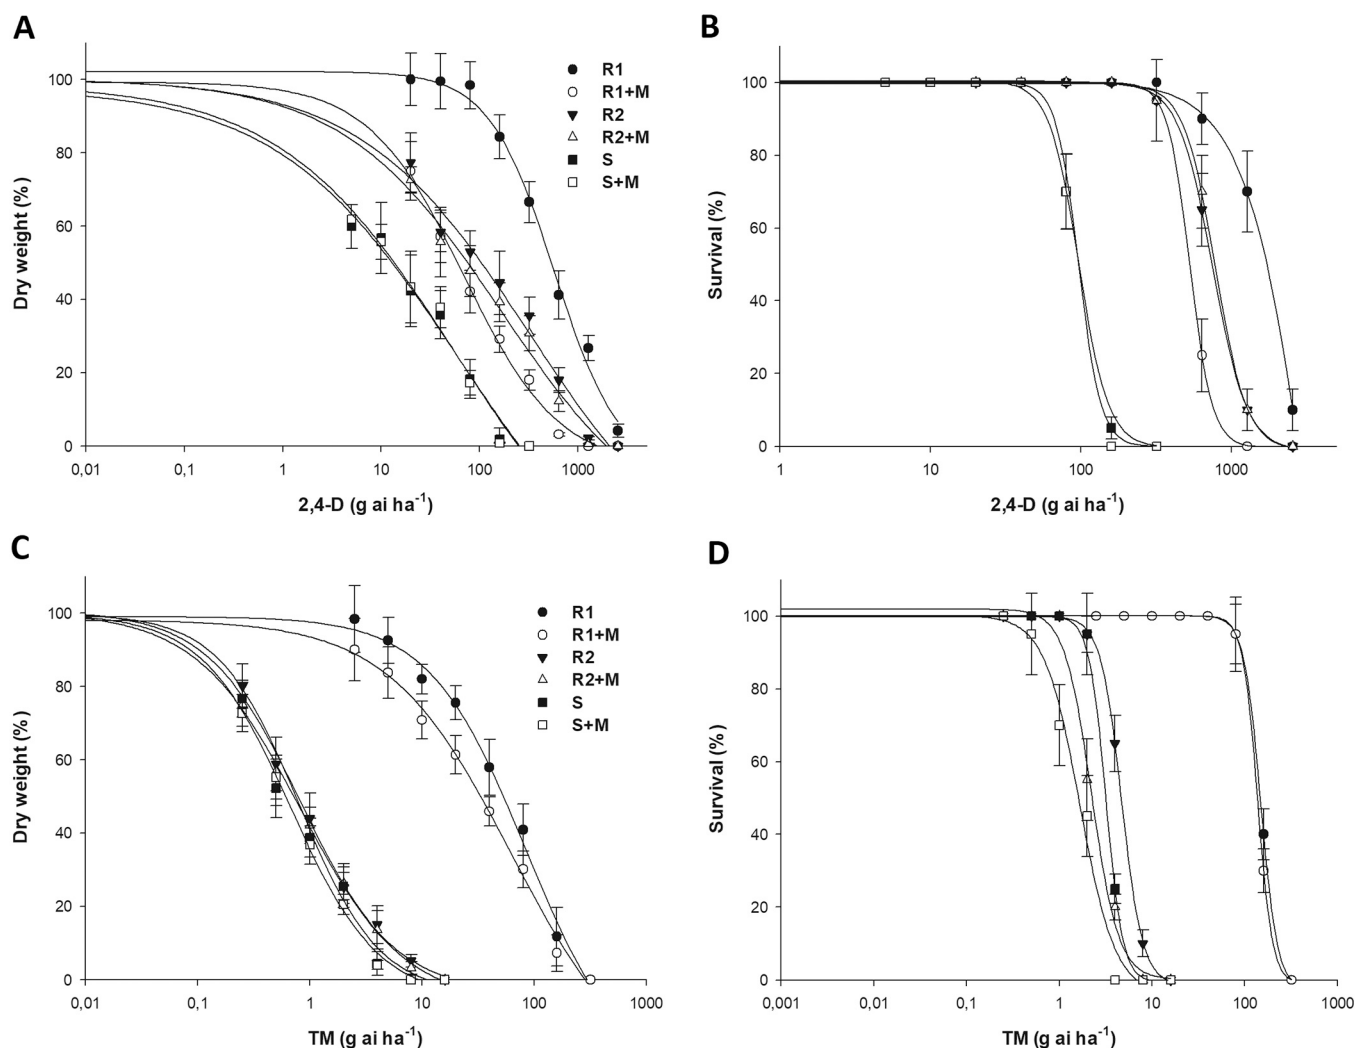 A
Dry weight (%)
100
80
60
40
20
0
0,01 0,1 1 10 100 1000
2,4-D (g ai ha-1)
R1
R1+M
R2
R2+M
S
S+M
B
Survival (%)
100
80
60
40
20
0
1 10 100 1000
2,4-D (g ai ha-1)
C
Dry weight (%)
100
80
60
40
20
0
0,01 0,1 1 10 100 1000
TM (g ai ha-1)
R1
R1+M
R2
R2+M
S
S+M
D
Survival (%)
100
80
60
40
20
0
0,001 0,01 0,1 1 10 100 1000
TM (g ai ha-1)